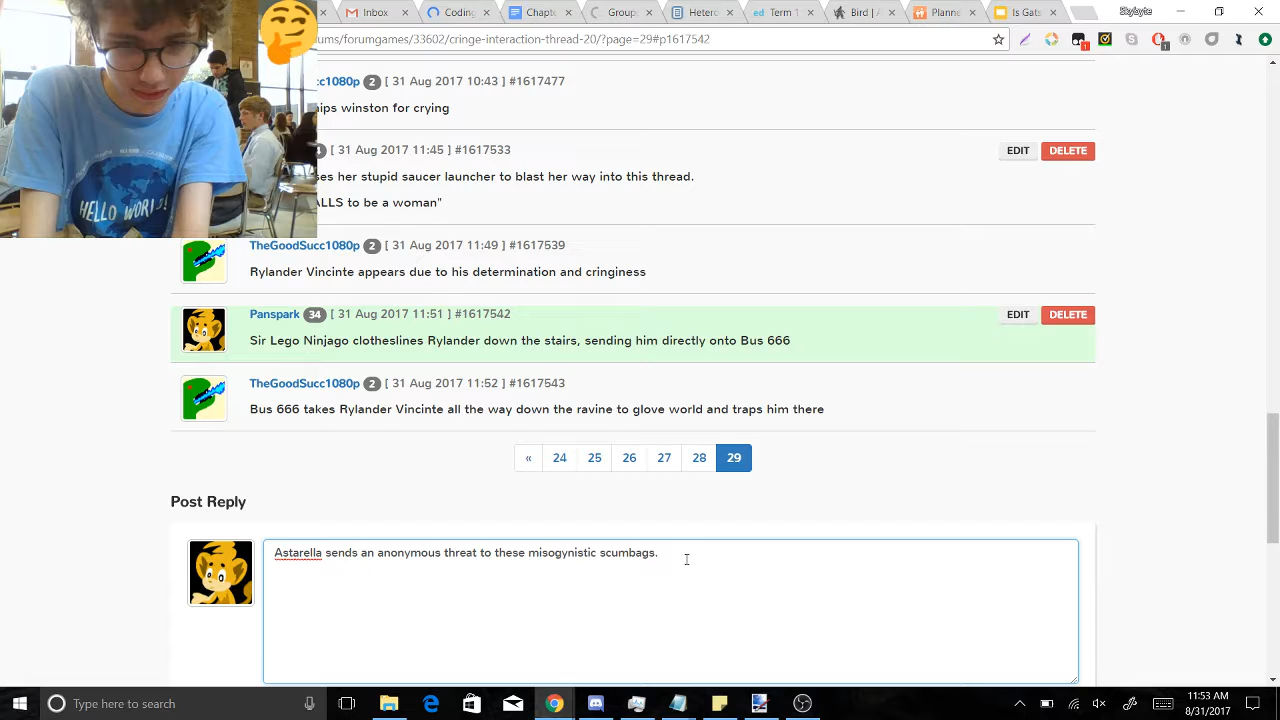 Inbox
Coding
Chapte
Groups
Heterc
ed Term 1
Bird | A
Planne
Is Gats
Skybyte
ums/forumgames/33602/cringe-interaction-thread-20/?page=29#p1617542
HELLO WORLD!
cc1080p 2 [ 31 Aug 2017 10:43 ] #1617477
ips winston for crying
[ 31 Aug 2017 11:45 ] #1617533 EDIT DELETE
ses her stupid saucer launcher to blast her way into this thread.
ALLS to be a woman"
TheGoodSucc1080p 2 [ 31 Aug 2017 11:49 ] #1617539
Rylander Vincinte appears due to his determination and cringiness
Panspark 34 [ 31 Aug 2017 11:51 ] #1617542 EDIT DELETE
Sir Lego Ninjago clotheslines Rylander down the stairs, sending him directly onto Bus 666
TheGoodSucc1080p 2 [ 31 Aug 2017 11:52 ] #1617543
Bus 666 takes Rylander Vincinte all the way down the ravine to glove world and traps him there
« 24 25 26 27 28 29
Post Reply
Astarella sends an anonymous threat to these misogynistic scumbags.
Type here to search
11:53 AM
8/31/2017